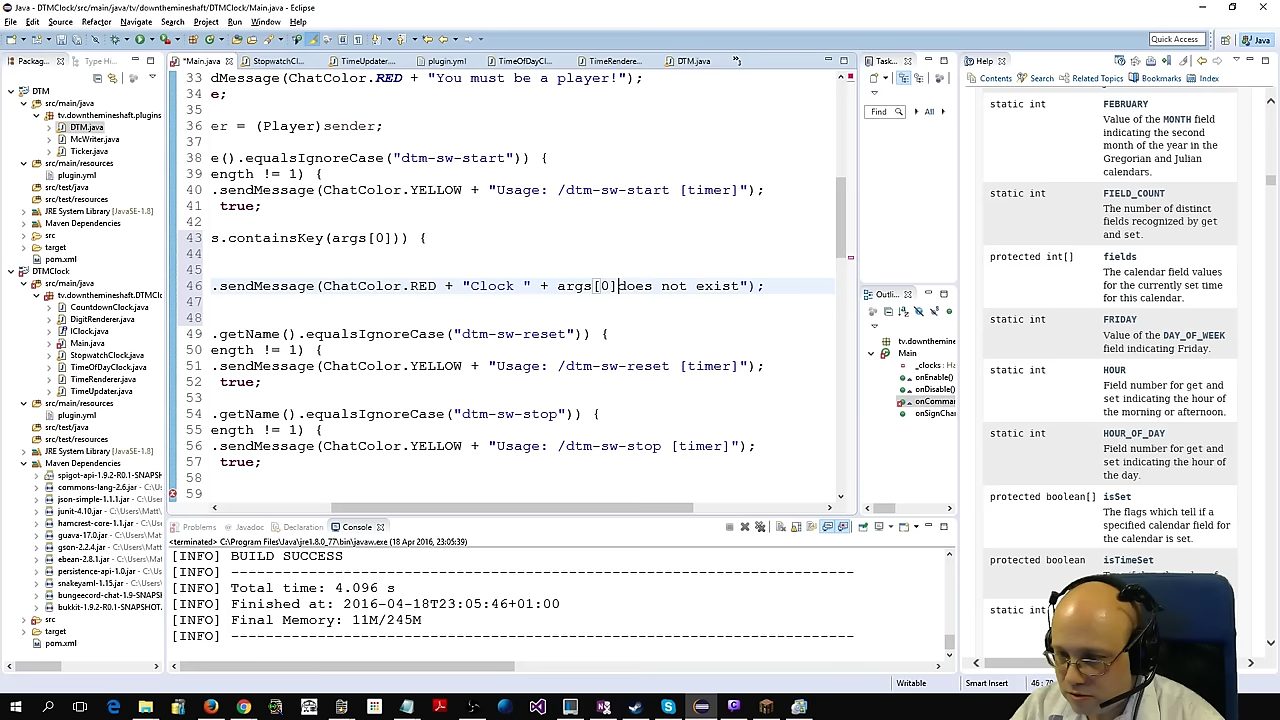 Java - DTMClock/src/main/java/tv/downthemineshaft/DTMClock/Main.java - Eclipse
File Edit Source Refactor Navigate Search Project Run Window Help
Quick Access
Java
Packag...
Type Hi...
*Main.java
StopwatchCl...
TimeUpdater...
plugin.yml
TimeOfDayCl...
TimeRendere...
DTM.java
Task...
Help
DTM
src/main/java
tv.downthemineshaft.plugins
DTM.java
McWriter.java
Ticker.java
src/main/resources
plugin.yml
src/test/java
src/test/resources
JRE System Library [JavaSE-1.8]
Maven Dependencies
src
target
pom.xml
DTMClock
src/main/java
tv.downthemineshaft.DTMClo
CountdownClock.java
DigitRenderer.java
IClock.java
Main.java
StopwatchClock.java
TimeOfDayClock.java
TimeRenderer.java
TimeUpdater.java
src/main/resources
plugin.yml
src/test/java
src/test/resources
JRE System Library [JavaSE-1.8]
Maven Dependencies
spigot-api-1.9.2-R0.1-SNAPSH
commons-lang-2.6.jar - C:\Us
json-simple-1.1.1.jar - C:\Use
junit-4.10.jar - C:\Users\Matt
hamcrest-core-1.1.jar - C:\Use
guava-17.0.jar - C:\Users\Mat
gson-2.2.4.jar - C:\Users\Mat
ebean-2.8.1.jar - C:\Users\Ma
persistence-api-1.0.jar - C:\U
snakeyaml-1.15.jar - C:\Users
bungeecord-chat-1.9-SNAPSH
bukkit-1.9.2-R0.1-SNAPSHOT.
src
target
pom.xml
33 dMessage(ChatColor.RED + "You must be a player!");
34 e;
35
36 er = (Player)sender;
37
38 e().equalsIgnoreCase("dtm-sw-start")) {
39 ength != 1) {
40 .sendMessage(ChatColor.YELLOW + "Usage: /dtm-sw-start [timer]");
41 true;
42
43 s.containsKey(args[0])) {
44
45
46 .sendMessage(ChatColor.RED + "Clock " + args[0]does not exist");
47
48
49 .getName().equalsIgnoreCase("dtm-sw-reset")) {
50 ength != 1) {
51 .sendMessage(ChatColor.YELLOW + "Usage: /dtm-sw-reset [timer]");
52 true;
53
54 .getName().equalsIgnoreCase("dtm-sw-stop")) {
55 ength != 1) {
56 .sendMessage(ChatColor.YELLOW + "Usage: /dtm-sw-stop [timer]");
57 true;
58
59
Find
All
Outli...
tv.downthemine
Main
_clocks : Ha
onEnable()
onDisable(
onComma
onSignCha
Contents
Search
Related Topics
Bookmarks
Index
static int FEBRUARY
Value of the MONTH field
indicating the second
month of the year in the
Gregorian and Julian
calendars.
static int FIELD_COUNT
The number of distinct
fields recognized by get
and set.
protected int[] fields
The calendar field values
for the currently set time
for this calendar.
static int FRIDAY
Value of the DAY_OF_WEEK
field indicating Friday.
static int HOUR
Field number for get and
set indicating the hour of
the morning or afternoon.
static int HOUR_OF_DAY
Field number for get and
set indicating the hour of
the day.
protected boolean[] isSet
The flags which tell if a
specified calendar field for
the calendar is set.
protected boolean isTimeSet
static int
Problems
Javadoc
Declaration
Console
<terminated> C:\Program Files\Java\jre1.8.0_77\bin\javaw.exe (18 Apr 2016, 23:05:39)
[INFO] BUILD SUCCESS
[INFO] ------------------------------------------------------------------------
[INFO] Total time: 4.096 s
[INFO] Finished at: 2016-04-18T23:05:46+01:00
[INFO] Final Memory: 11M/245M
[INFO] ------------------------------------------------------------------------
Writable
Smart Insert